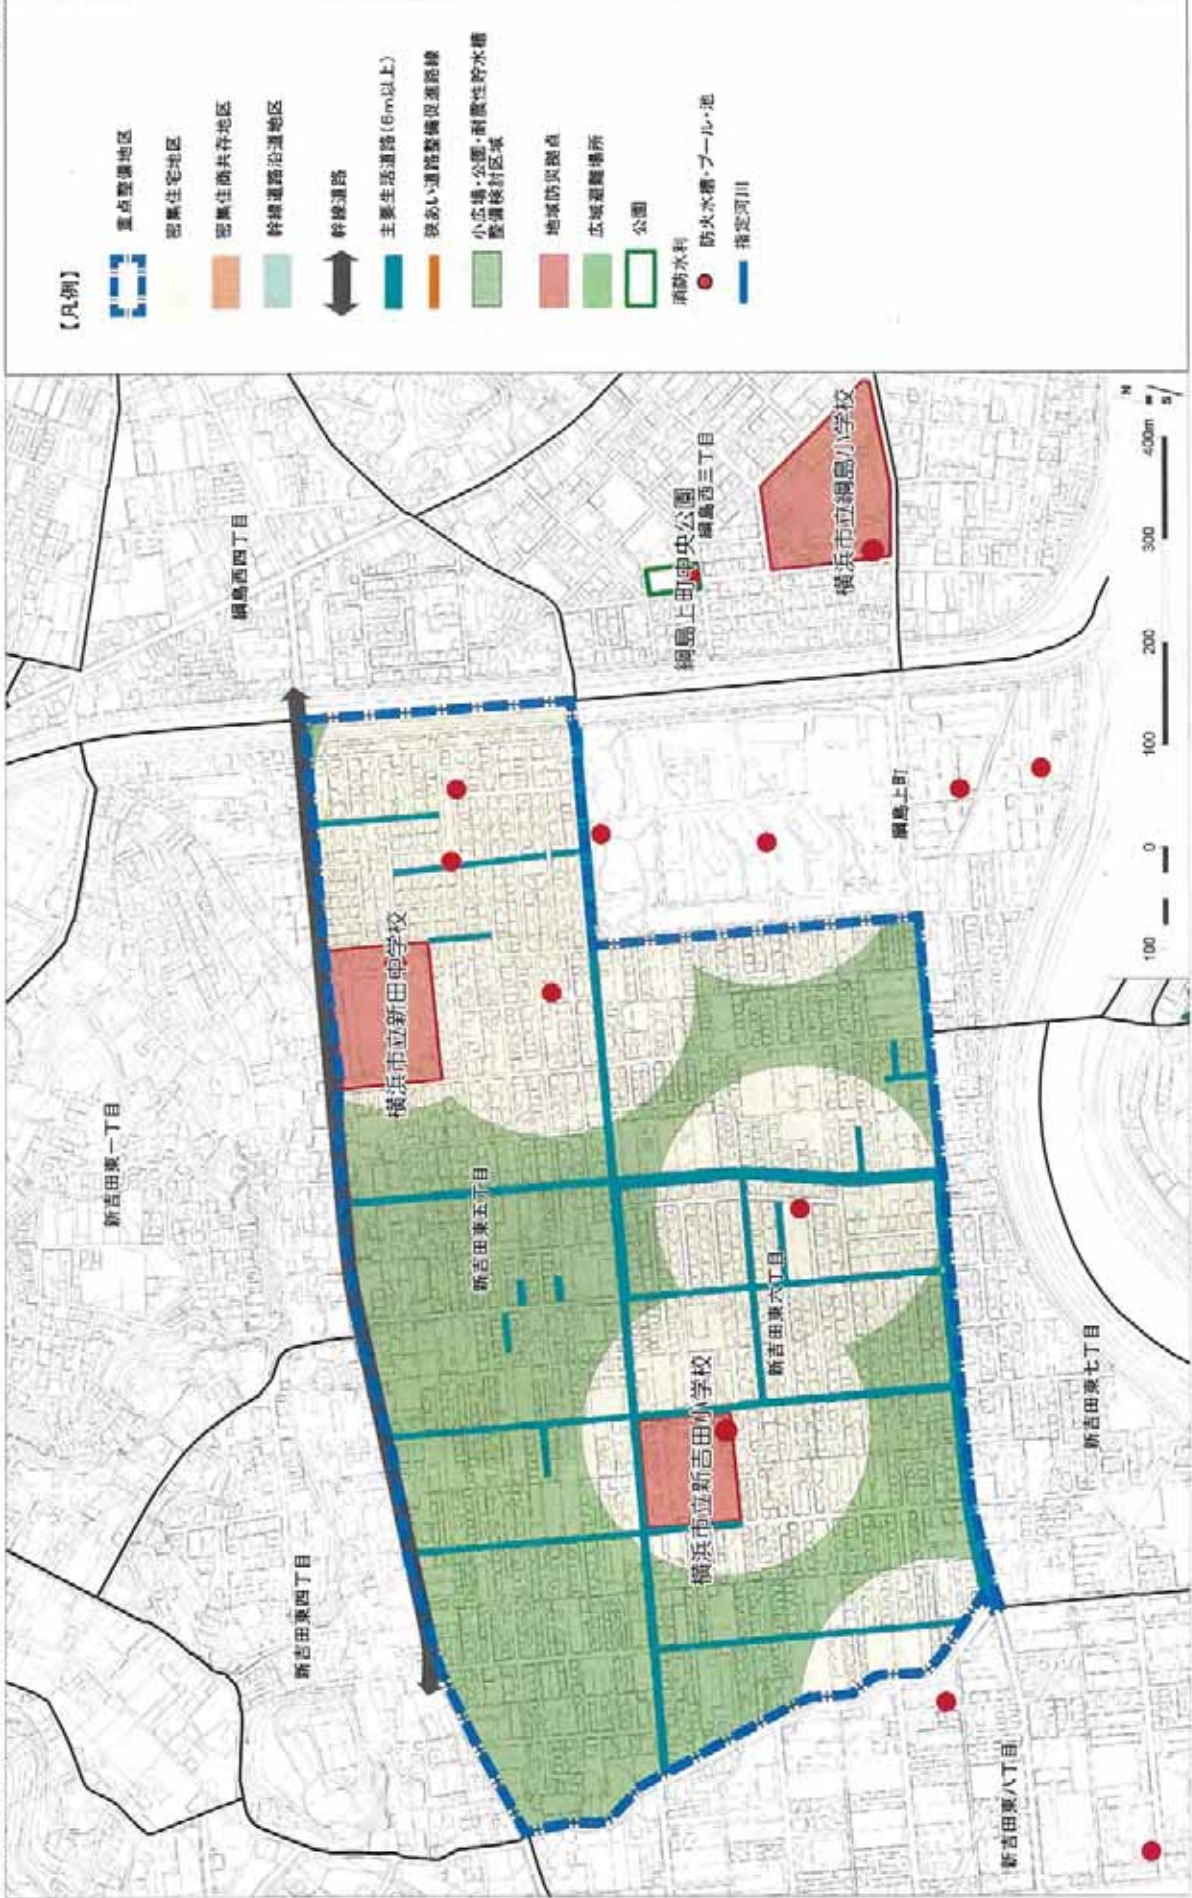 【凡例】
重点整備地区
密集住宅地区
密集住商共存地区
幹線道路沿道地区
幹線道路
主要生活道路(6m以上)
狭あい道路整備促進路線
小広場・公園・耐震性貯水槽
整備検討区域
地域防災拠点
広域避難場所
公園
消防水利
防火水槽・プール・池
指定河川
新吉田東一丁目
綱島西四丁目
新吉田東四丁目
横浜市立新田中学校
新吉田東五丁目
綱島上町中央公園
綱島西三丁目
横浜市立新吉田小学校
新吉田東六丁目
横浜市立綱島小学校
綱島上町
新吉田東八丁目
新吉田東七丁目
100 0 100 200 300 400m
N
S